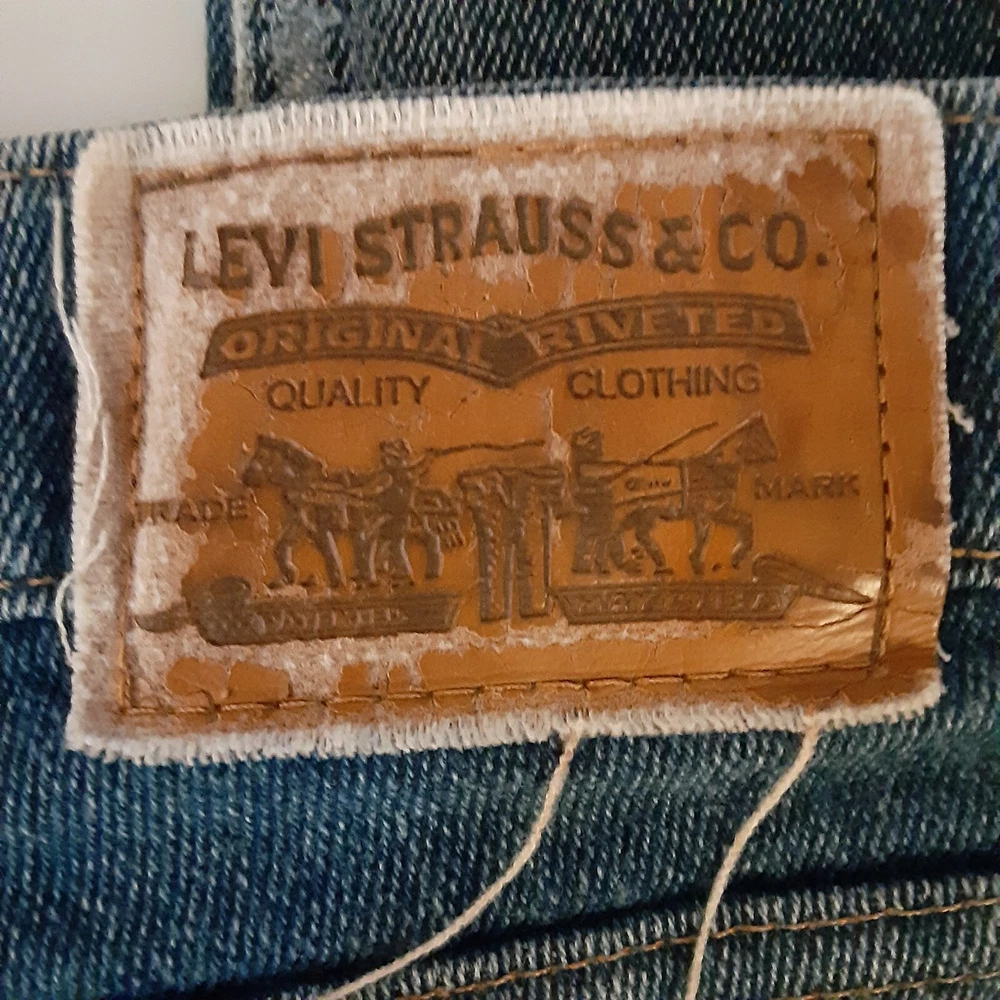 LEVI STRAUSS & CO.
ORIGINAL RIVETED
QUALITY CLOTHING
TRADE MARK